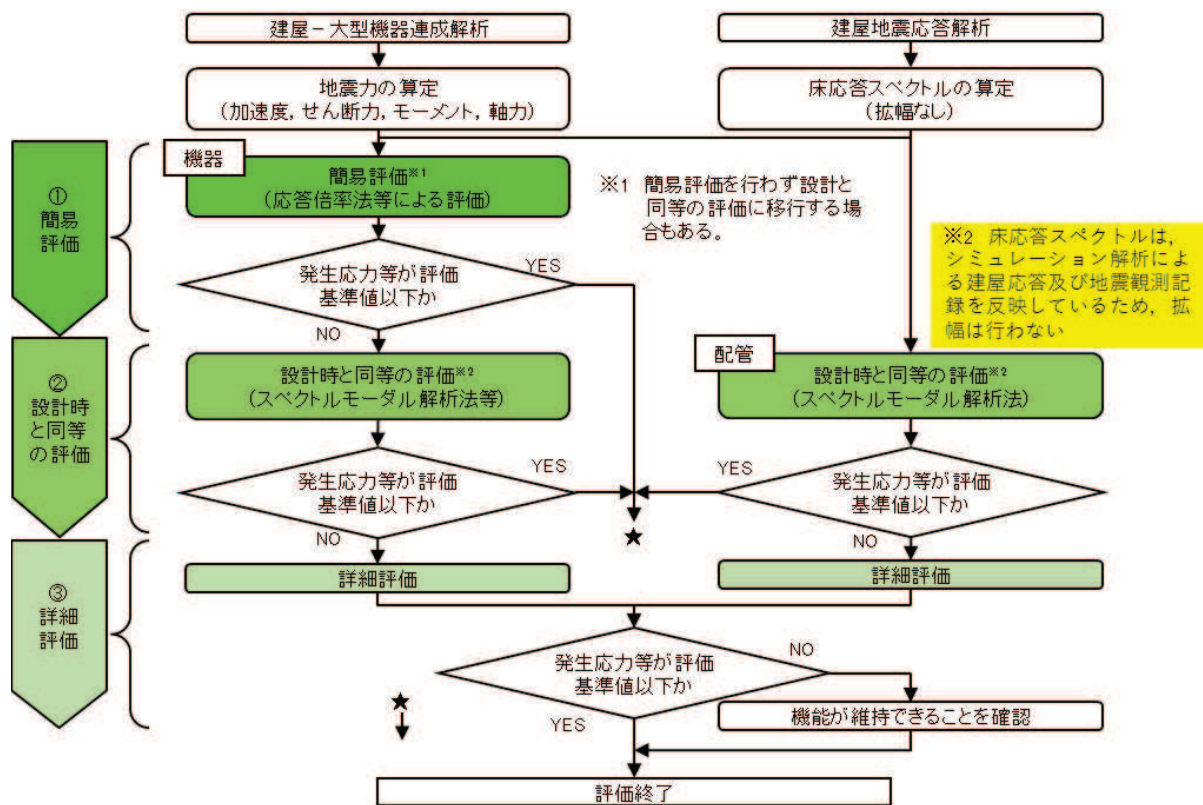 建屋－大型機器連成解析
建屋地震応答解析
地震力の算定
（加速度，せん断力，モーメント，軸力）
床応答スペクトルの算定
（拡幅なし）
①
簡易
評価
機器
簡易評価※1
（応答倍率法等による評価）
※1 簡易評価を行わず設計と
同等の評価に移行する場
合もある。
※2 床応答スペクトルは，
シミュレーション解析によ
る建屋応答及び地震観測記
録を反映しているため，拡
幅は行わない
発生応力等が評価
基準値以下か
YES
NO
②
設計時
と同等
の評価
設計時と同等の評価※2
（スペクトルモーダル解析法等）
配管
設計時と同等の評価※2
（スペクトルモーダル解析法）
発生応力等が評価
基準値以下か
YES
NO
★
YES
発生応力等が評価
基準値以下か
NO
③
詳細
評価
詳細評価
詳細評価
発生応力等が評価
基準値以下か
NO
YES
★
機能が維持できることを確認
評価終了